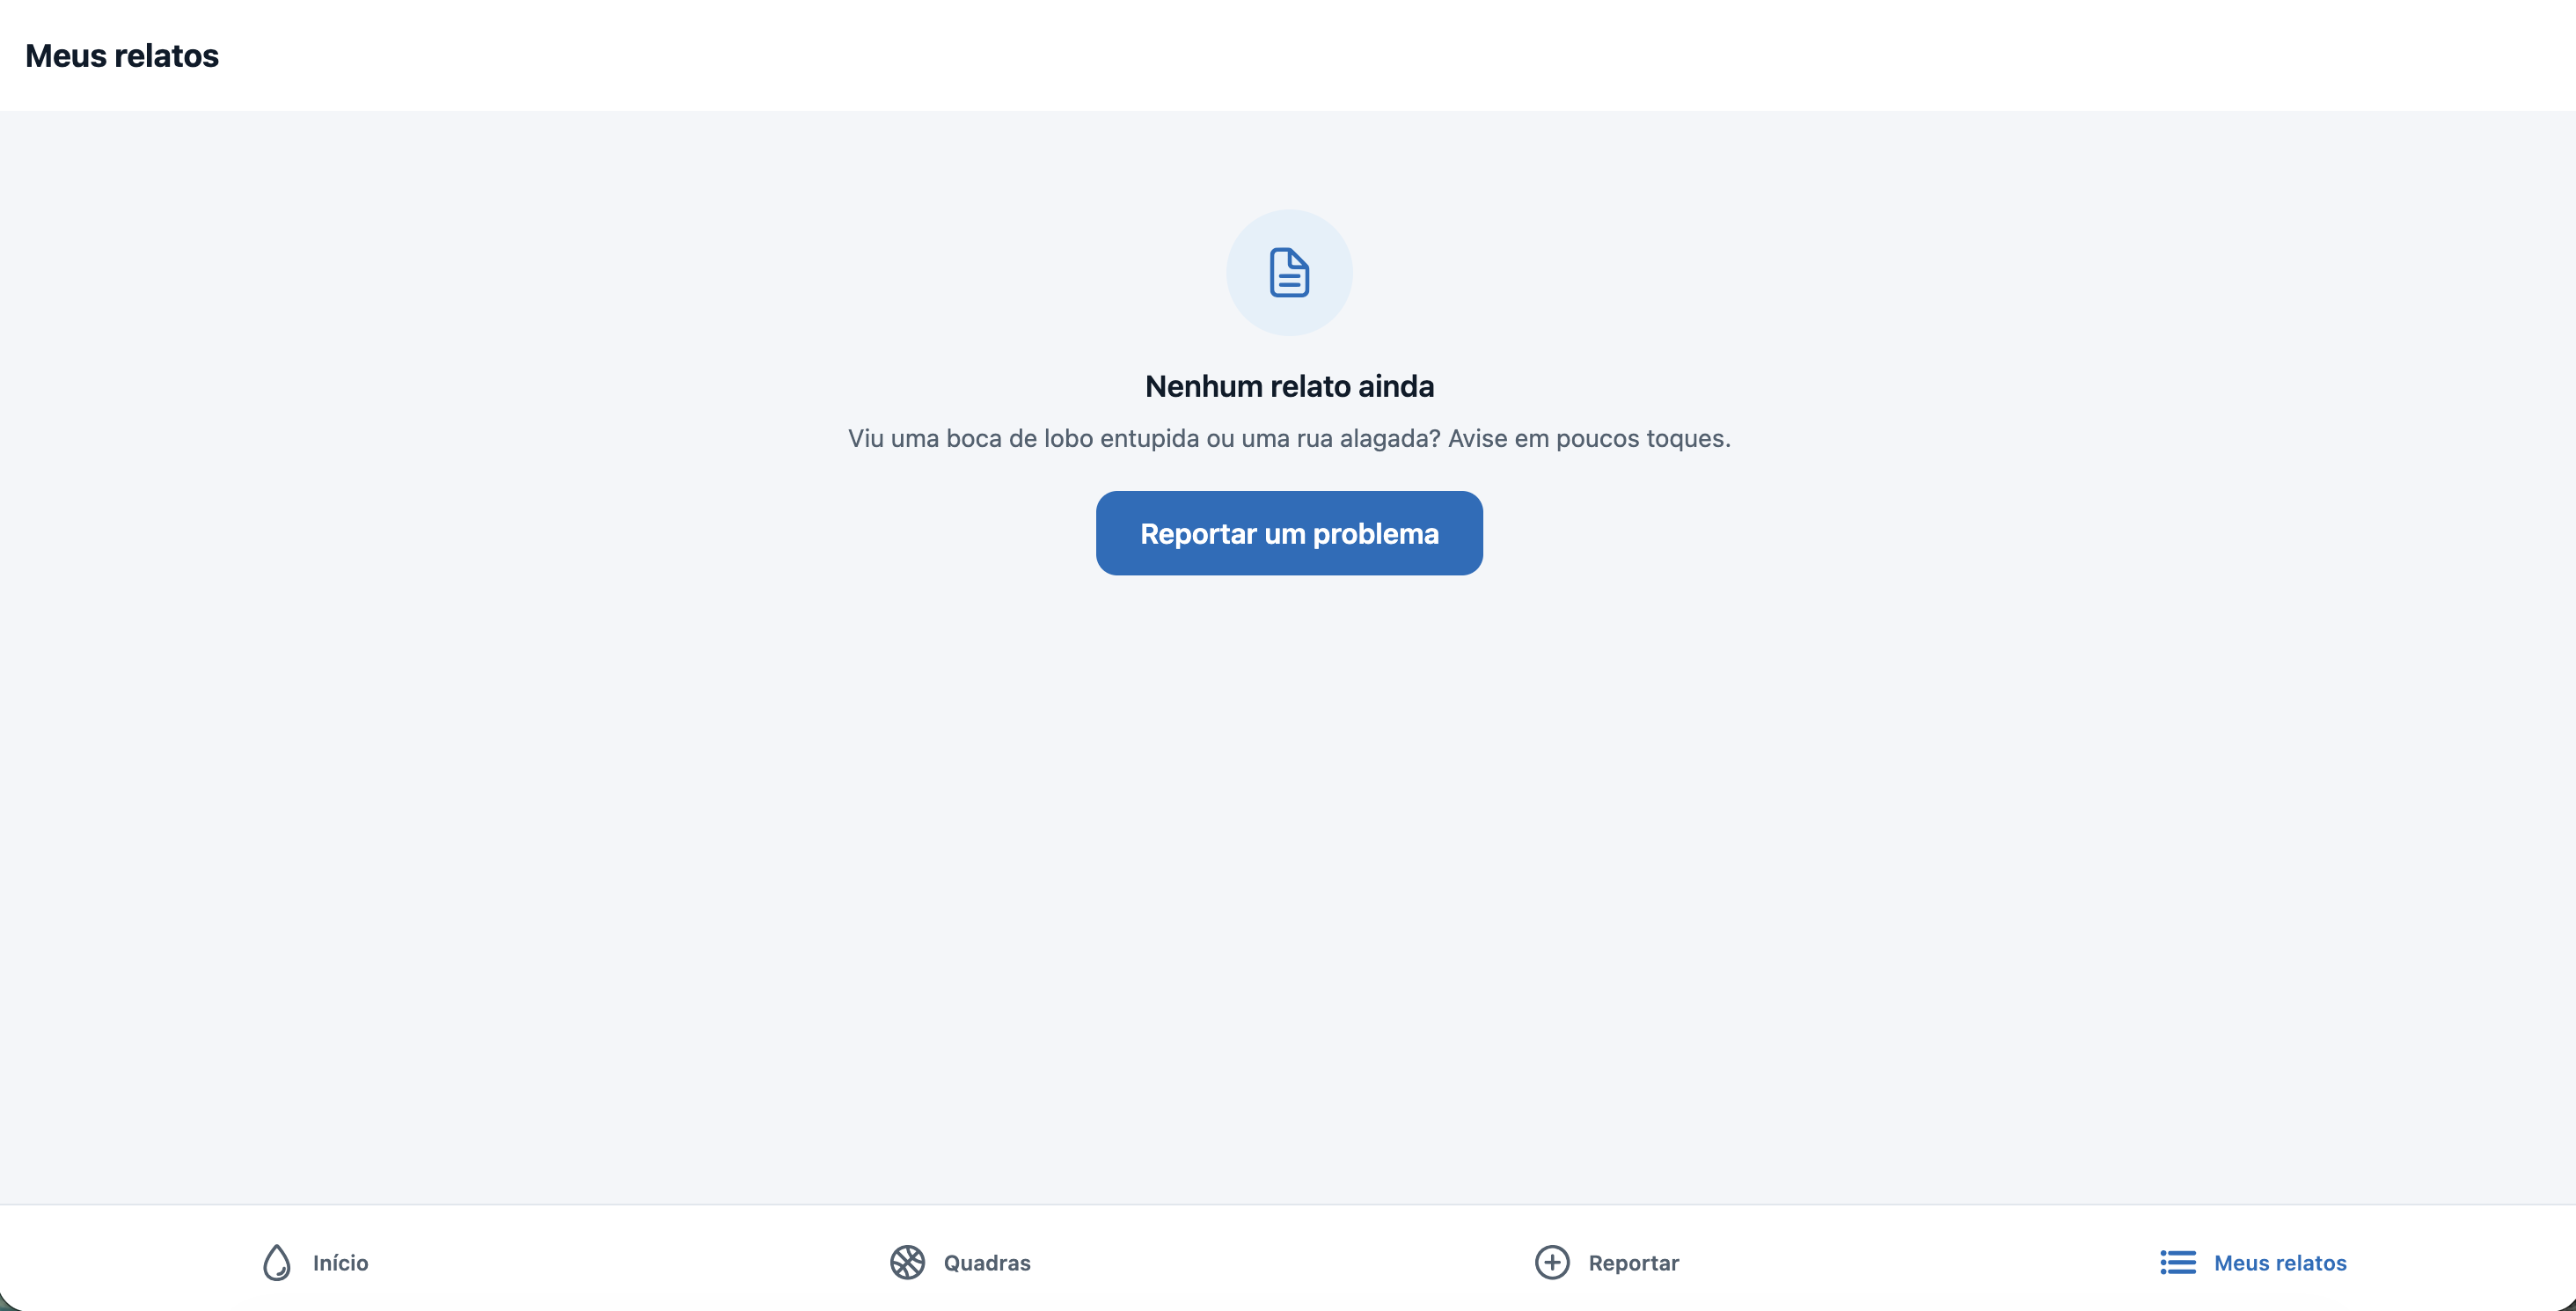 Meus relatos
Nenhum relato ainda
Viu uma boca de lobo entupida ou uma rua alagada? Avise em poucos toques.
Reportar um problema
Início
Quadras
Reportar
Meus relatos